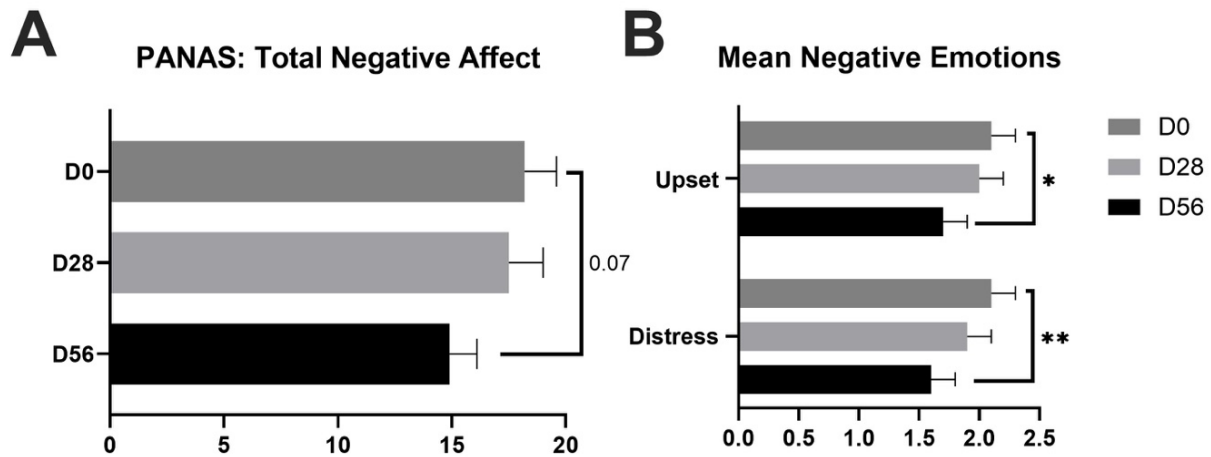 A
PANAS: Total Negative Affect
D0
D28
D56
0.07
0 5 10 15 20
B
Mean Negative Emotions
Upset
*
Distress
**
0.0 0.5 1.0 1.5 2.0 2.5
D0
D28
D56